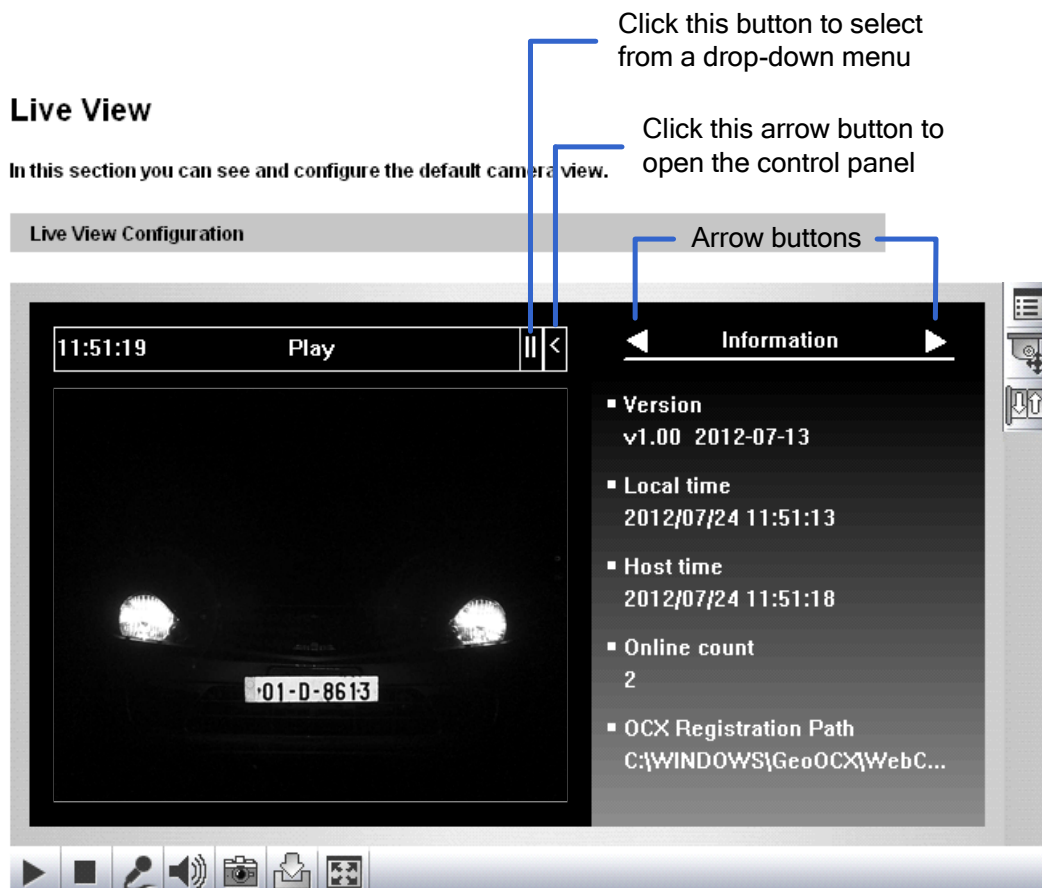 Click this button to select
from a drop-down menu
Live View
Click this arrow button to
open the control panel
In this section you can see and configure the default camera view.
Live View Configuration
Arrow buttons
11:51:19 Play
Information
Version
v1.00 2012-07-13
Local time
2012/07/24 11:51:13
Host time
2012/07/24 11:51:18
Online count
2
01-D-8613
OCX Registration Path
C:\WINDOWS\GeoOCX\WebC...